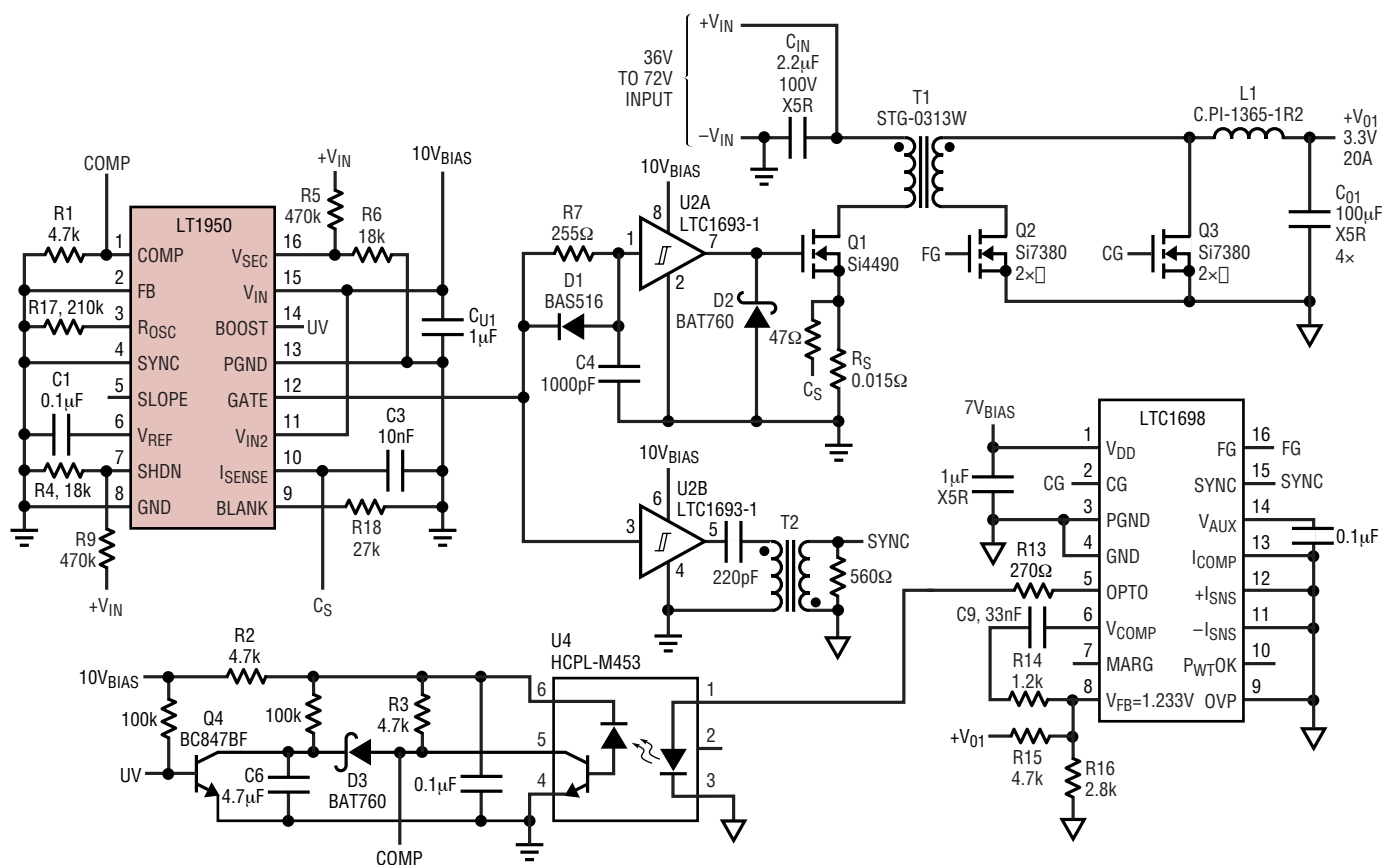 +V_IN
36V
TO 72V
INPUT
−V_IN
C_IN
2.2µF
100V
X5R
T1
STG-0313W
L1
C.PI-1365-1R2
+V_01
3.3V
20A
C_01
100µF
X5R
4×
COMP
+V_IN
10V_BIAS
R1
4.7k
R5
470k
R6
18k
LT1950
1
COMP
V_SEC
16
2
FB
V_IN
15
R17, 210k
3
R_OSC
BOOST
14
UV
4
SYNC
PGND
13
C_U1
1µF
5
SLOPE
GATE
12
C1
0.1µF
6
V_REF
V_IN2
11
C3
10nF
7
SHDN
I_SENSE
10
R4, 18k
8
GND
BLANK
9
R18
27k
R9
470k
+V_IN
C_S
10V_BIAS
U2A
LTC1693-1
R7
255Ω
8
1
7
2
D1
BAS516
C4
1000pF
D2
BAT760
Q1
Si4490
47Ω
C_S
R_S
0.015Ω
FG
Q2
Si7380
2×□
CG
Q3
Si7380
2×□
10V_BIAS
U2B
LTC1693-1
6
3
5
4
220pF
T2
SYNC
560Ω
7V_BIAS
1µF
X5R
LTC1698
1
V_DD
FG
16
FG
CG
2
CG
SYNC
15
SYNC
3
PGND
V_AUX
14
4
GND
I_COMP
13
0.1µF
R13
270Ω
5
OPTO
+I_SNS
12
C9, 33nF
6
V_COMP
−I_SNS
11
7
MARG
P_WTOK
10
R14
1.2k
8
V_FB=1.233V
OVP
9
+V_01
R15
4.7k
R16
2.8k
10V_BIAS
R2
4.7k
100k
Q4
BC847BF
UV
100k
C6
4.7µF
D3
BAT760
R3
4.7k
0.1µF
COMP
U4
HCPL-M453
6
5
4
1
2
3